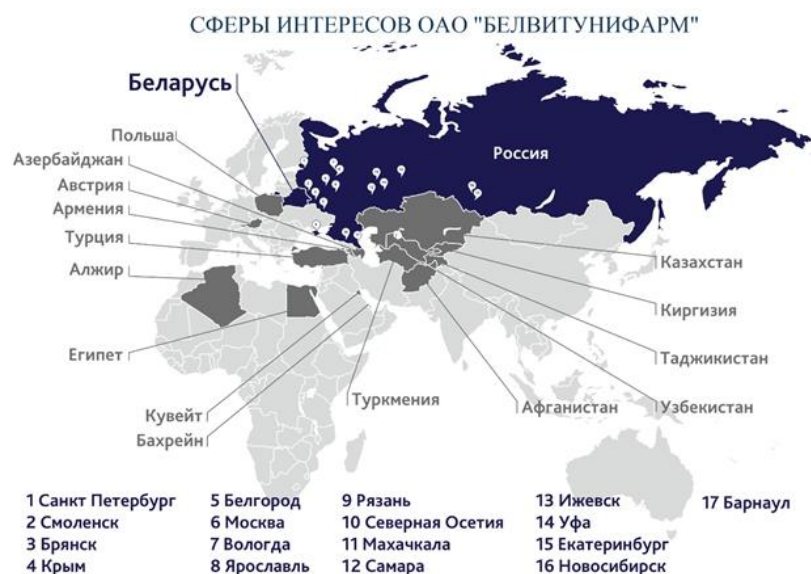 СФЕРЫ ИНТЕРЕСОВ ОАО "БЕЛВИТУНИФАРМ"
Беларусь
Польша
Россия
Азербайджан
Австрия
Армения
Турция
Казахстан
Алжир
Киргизия
Египет
Таджикистан
Туркмения
Афганистан
Узбекистан
Кувейт
Бахрейн
1 Санкт Петербург
2 Смоленск
3 Брянск
4 Крым
5 Белгород
6 Москва
7 Вологда
8 Ярославль
9 Рязань
10 Северная Осетия
11 Махачкала
12 Самара
13 Ижевск
14 Уфа
15 Екатеринбург
16 Новосибирск
17 Барнаул